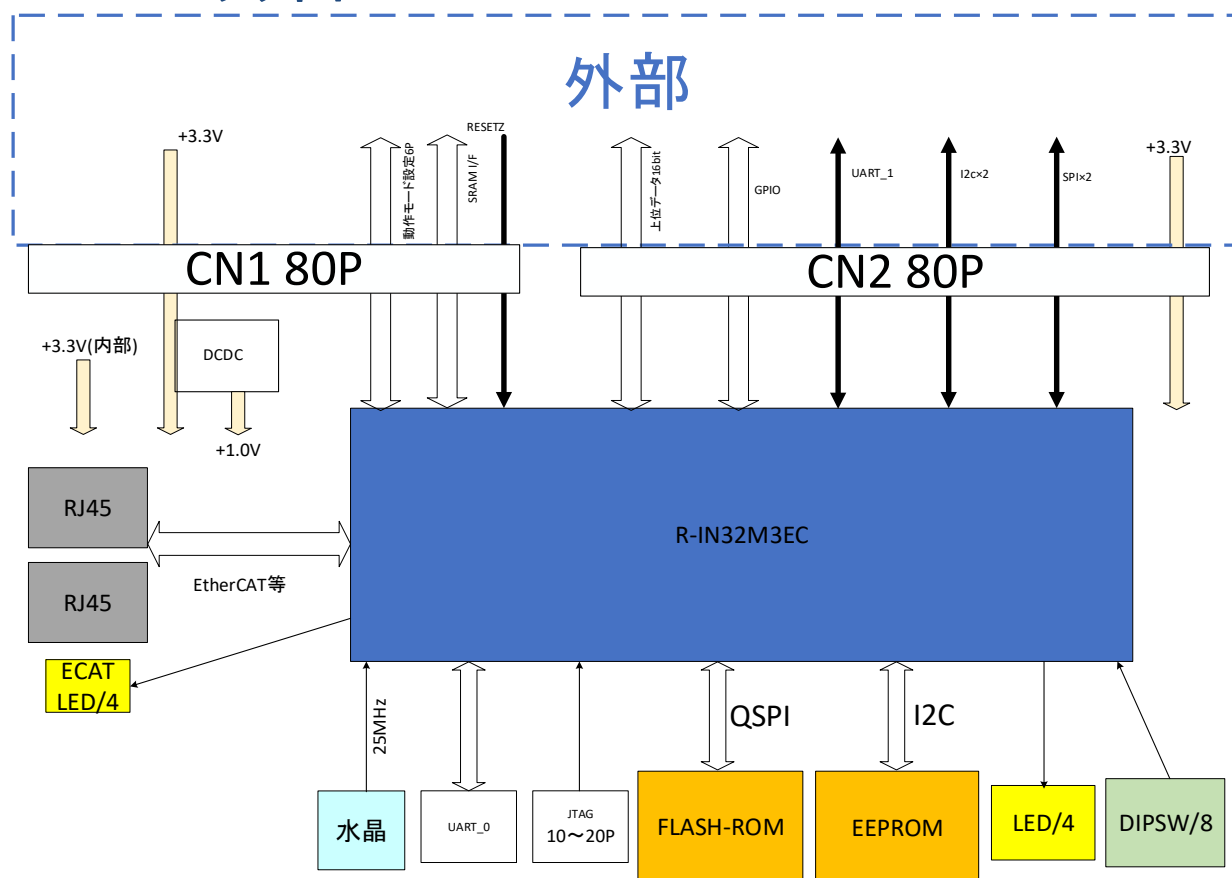 外部
+3.3V
動作モード設定6P
SRAM I/F
RESETZ
上位データ16bit
GPIO
UART_1
I2c×2
SPI×2
+3.3V
CN1 80P
CN2 80P
+3.3V(内部)
DCDC
+1.0V
RJ45
R-IN32M3EC
EtherCAT等
RJ45
ECAT
LED/4
25MHz
QSPI
I2C
水晶
UART_0
JTAG
10～20P
FLASH-ROM
EEPROM
LED/4
DIPSW/8